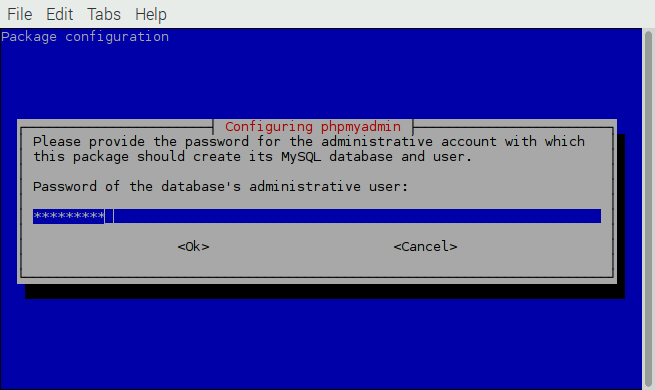 File Edit Tabs Help
Package configuration
Configuring phpmyadmin
Please provide the password for the administrative account with which
this package should create its MySQL database and user.
Password of the database's administrative user:
*********
<Ok> <Cancel>